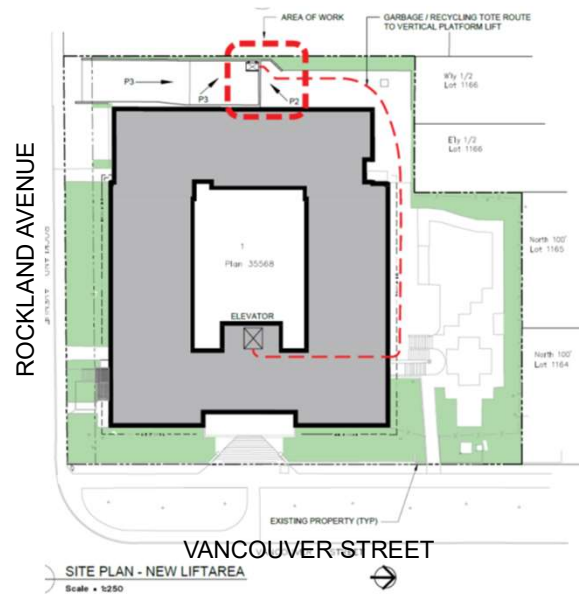 AREA OF WORK
GARBAGE / RECYCLING TOTE ROUTE
TO VERTICAL PLATFORM LIFT
P3
P3
P2
W'ly 1/2
Lot 1166
E'ly 1/2
Lot 1166
ROCKLAND AVENUE
1
Plan 35568
North 100'
Lot 1165
ELEVATOR
North 100'
Lot 1164
EXISTING PROPERTY (TYP)
VANCOUVER STREET
SITE PLAN - NEW LIFTAREA
Scale = 1:250